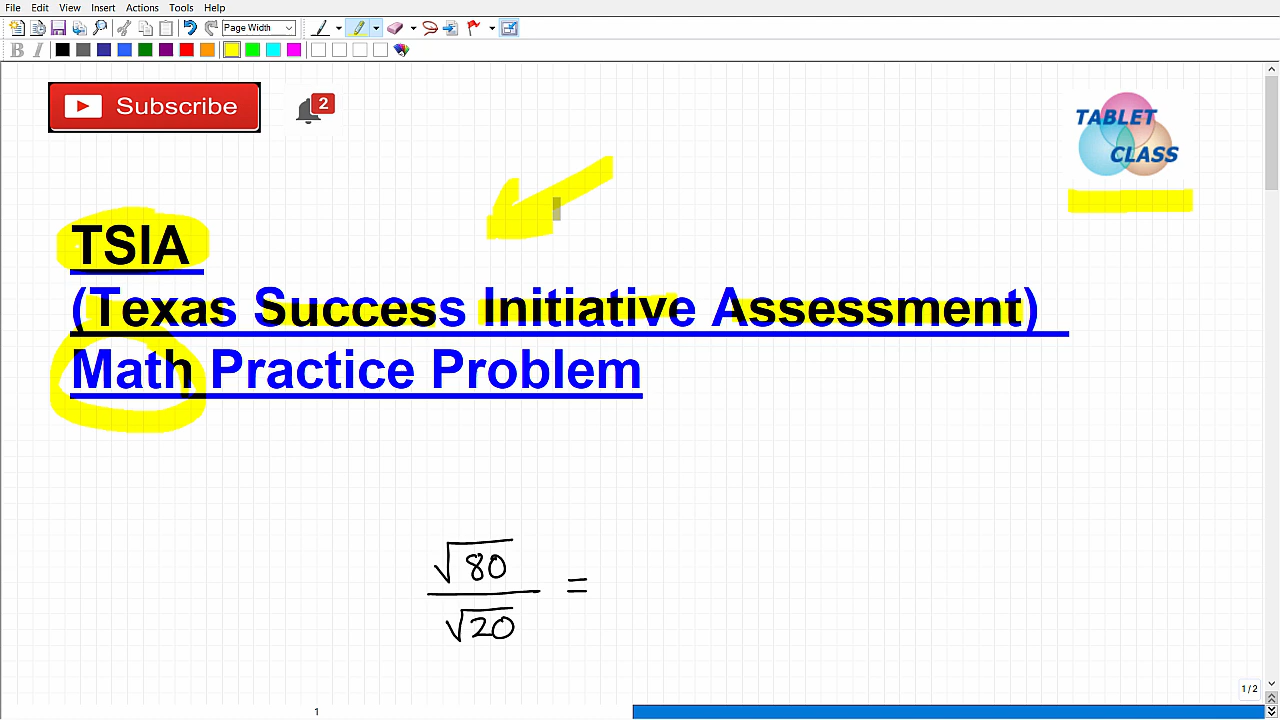 File Edit View Insert Actions Tools Help
Page Width
B I
Subscribe
2
TABLET
CLASS
TSIA
(Texas Success Initiative Assessment)
Math Practice Problem
√80
√20
=
1/2
1